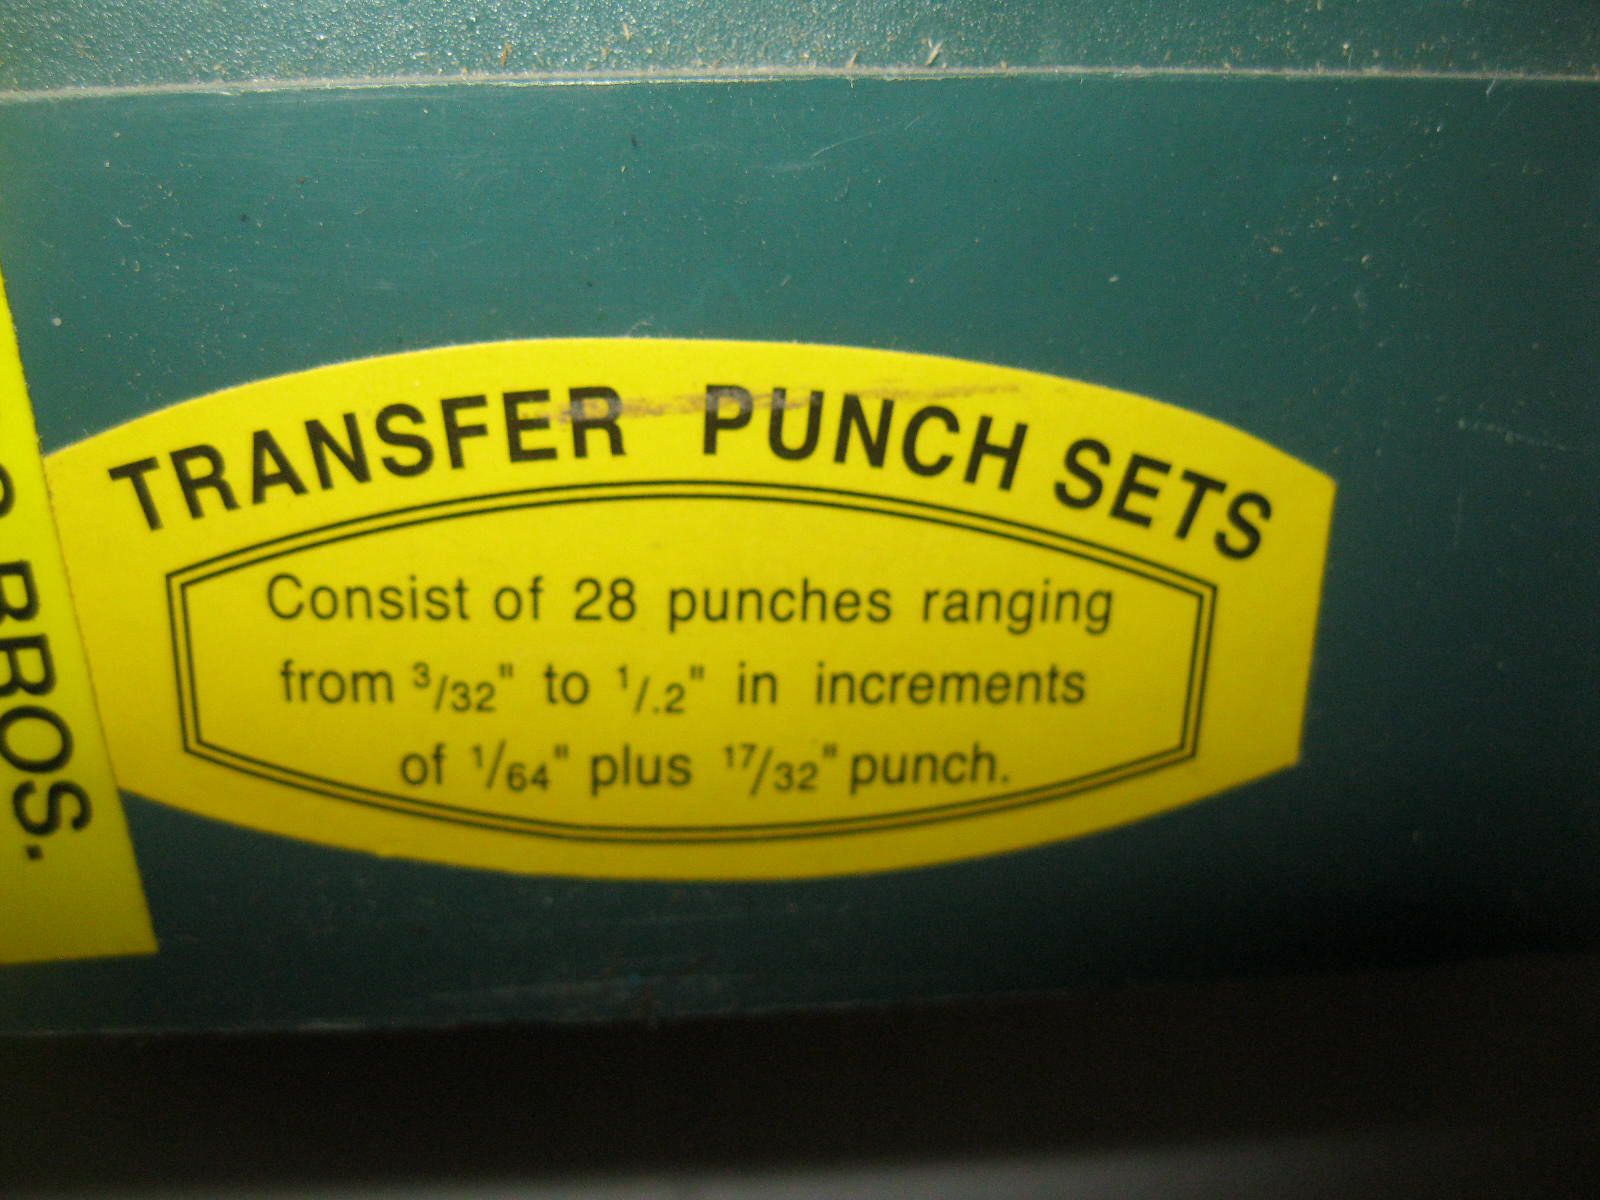 BROS.
TRANSFER PUNCH SETS
Consist of 28 punches ranging
from 3/32" to 1/.2" in increments
of 1/64" plus 17/32" punch.